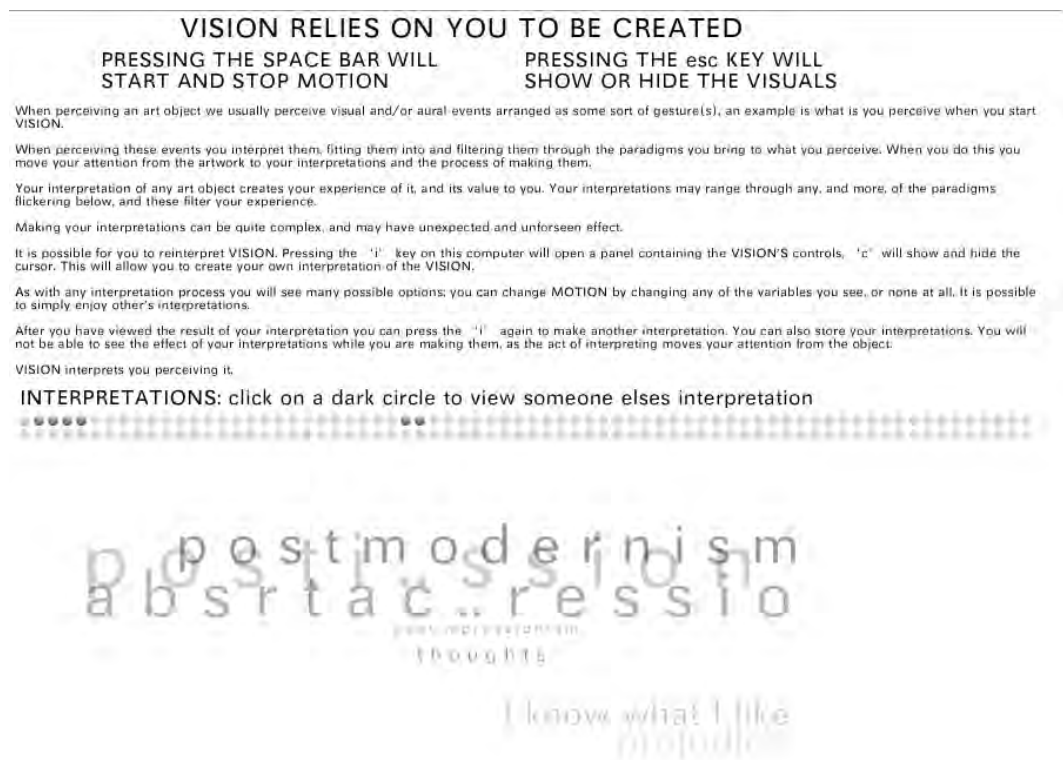 VISION RELIES ON YOU TO BE CREATED
PRESSING THE SPACE BAR WILL
START AND STOP MOTION
PRESSING THE esc KEY WILL
SHOW OR HIDE THE VISUALS
When perceiving an art object we usually perceive visual and/or aural events arranged as some sort of gesture(s), an example is what is you perceive when you start
VISION.
When perceiving these events you interpret them, fitting them into and filtering them through the paradigms you bring to what you perceive. When you do this you
move your attention from the artwork to your interpretations and the process of making them.
Your interpretation of any art object creates your experience of it, and its value to you. Your interpretations may range through any, and more, of the paradigms
flickering below, and these filter your experience.
Making your interpretations can be quite complex, and may have unexpected and unforseen effect.
It is possible for you to reinterpret VISION. Pressing the 'i' key on this computer will open a panel containing the VISION'S controls, 'c' will show and hide the
cursor. This will allow you to create your own interpretation of the VISION.
As with any interpretation process you will see many possible options; you can change MOTION by changing any of the variables you see, or none at all. It is possible
to simply enjoy other's interpretations.
After you have viewed the result of your interpretation you can press the 'i' again to make another interpretation. You can also store your interpretations. You will
not be able to see the effect of your interpretations while you are making them, as the act of interpreting moves your attention from the object.
VISION interprets you perceiving it.
INTERPRETATIONS: click on a dark circle to view someone elses interpretation
postmodernism
absrtac..ressio
postimpressionism
thoughts
I know what I like
prejudice